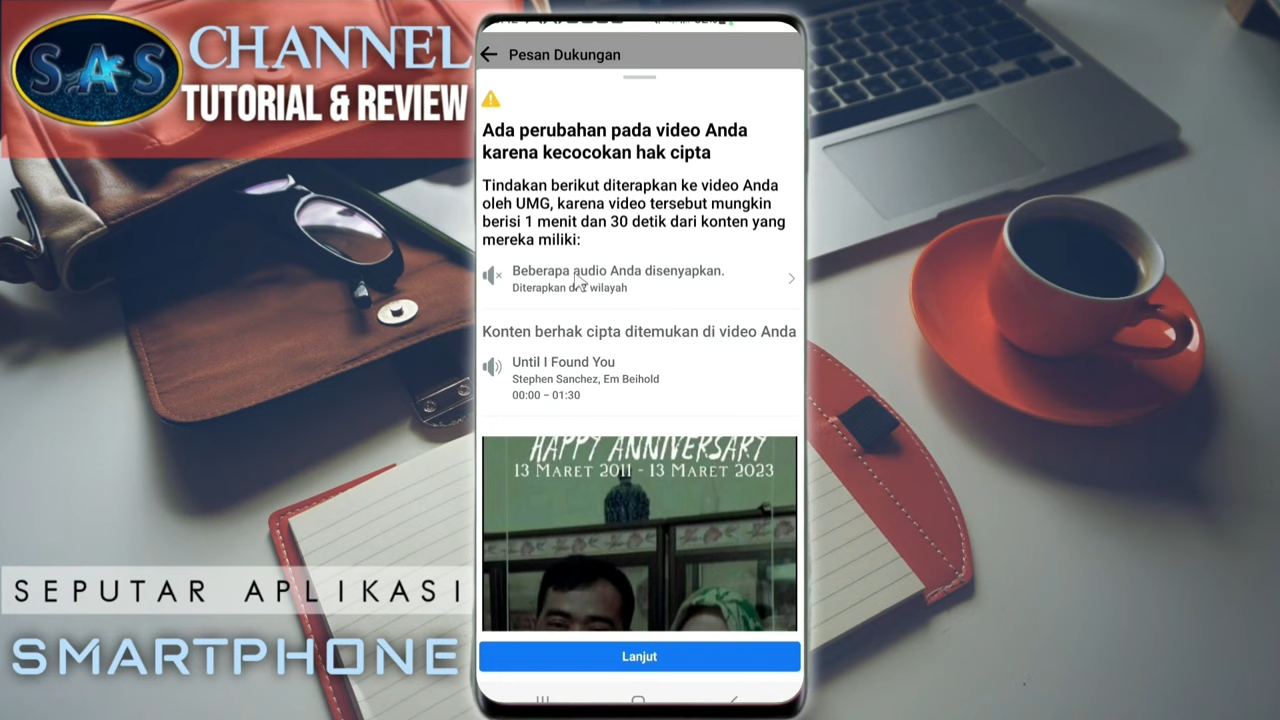 SAS
CHANNEL
TUTORIAL & REVIEW
Pesan Dukungan
Ada perubahan pada video Anda
karena kecocokan hak cipta
Tindakan berikut diterapkan ke video Anda
oleh UMG, karena video tersebut mungkin
berisi 1 menit dan 30 detik dari konten yang
mereka miliki:
Beberapa audio Anda disenyapkan.
Diterapkan wilayah
Konten berhak cipta ditemukan di video Anda
Until I Found You
Stephen Sanchez, Em Beihold
00:00 – 01:30
HAPPY ANNIVERSARY
13 MARET 2011 - 13 MARET 2023
Lanjut
SEPUTAR APLIKASI
SMARTPHONE